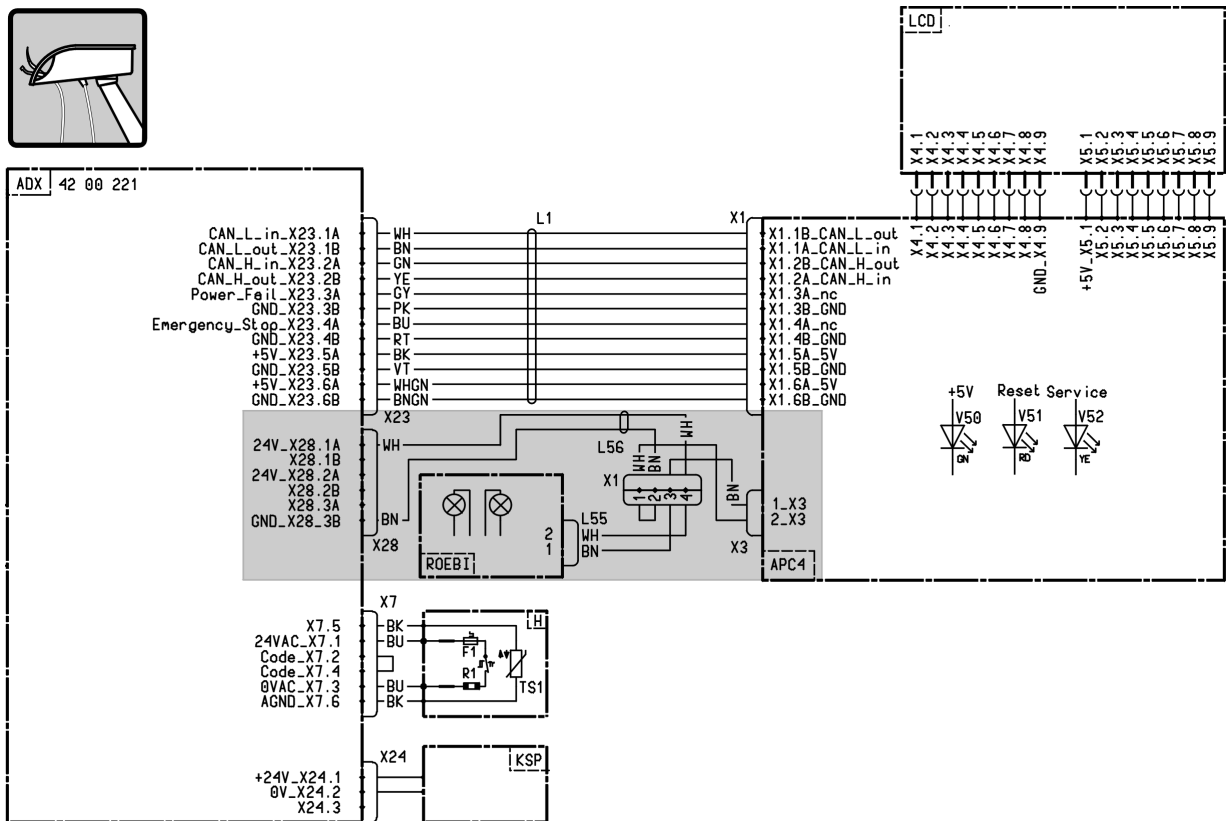 LCD
X4.1 X4.2 X4.3 X4.4 X4.5 X4.6 X4.7 X4.8 X4.9 X5.1 X5.2 X5.3 X5.4 X5.5 X5.6 X5.7 X5.8 X5.9
ADX 42 00 221
L1 X1
X4.1 X4.2 X4.3 X4.4 X4.5 X4.6 X4.7 X4.8 GND_X4.9 +5V_X5.1 X5.2 X5.3 X5.4 X5.5 X5.6 X5.7 X5.8 X5.9
CAN_L_in_X23.1A WH X1.1B_CAN_L_out
CAN_L_out_X23.1B BN X1.1A_CAN_L_in
CAN_H_in_X23.2A GN X1.2B_CAN_H_out
CAN_H_out_X23.2B YE X1.2A_CAN_H_in
Power_Fail_X23.3A GY X1.3A_nc
GND_X23.3B PK X1.3B_GND
Emergency_Stop_X23.4A BU X1.4A_nc
GND_X23.4B RT X1.4B_GND
+5V_X23.5A BK X1.5A_5V
GND_X23.5B VT X1.5B_GND
+5V_X23.6A WHGN X1.6A_5V
GND_X23.6B BNGN X1.6B_GND
X23
+5V Reset Service
V50 V51 V52
GN RD YE
24V_X28.1A WH L56 WH
X28.1B WH BN
24V_X28.2A X1
X28.2B 1 2 3 4 BN
X28.3A 1_X3
GND_X28_3B BN L55 2_X3
2 WH
X28 1 BN X3
ROEBI APC4
X7 H
X7.5 BK
24VAC_X7.1 BU F1
Code_X7.2
Code_X7.4 R1
0VAC_X7.3 BU TS1
AGND_X7.6 BK
X24 KSP
+24V_X24.1
0V_X24.2
X24.3